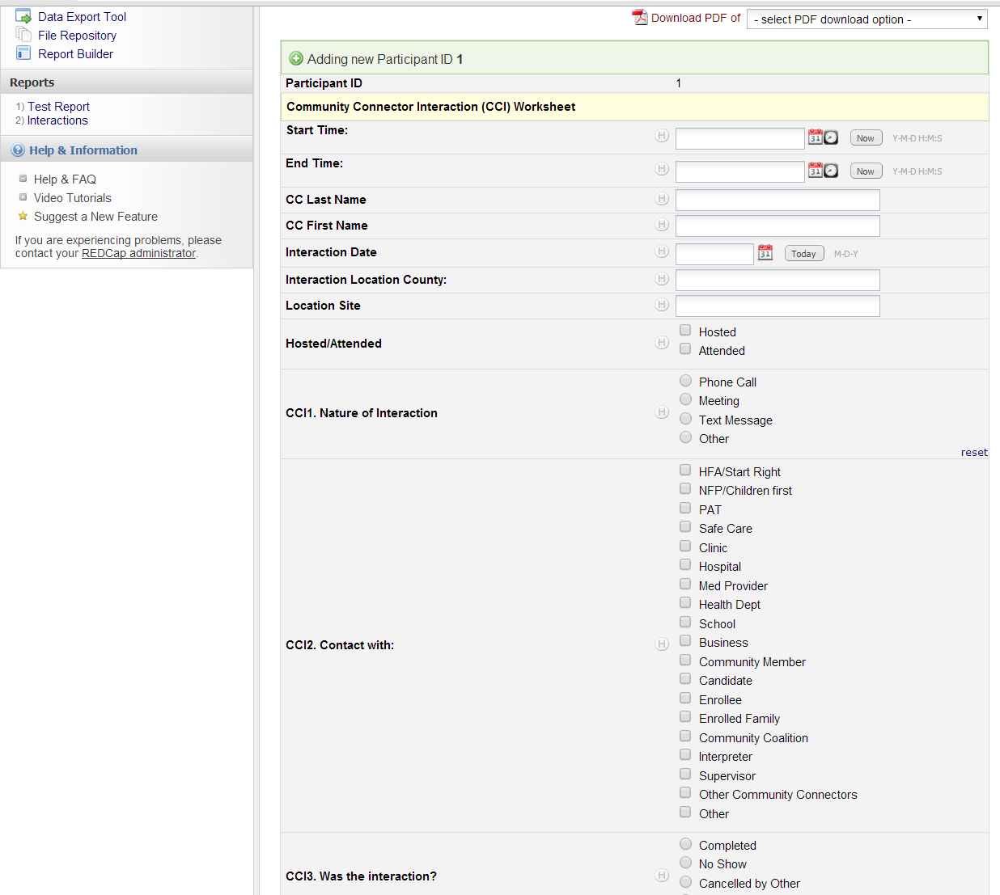 Data Export Tool
File Repository
Report Builder
Reports
1) Test Report
2) Interactions
Help & Information
Help & FAQ
Video Tutorials
Suggest a New Feature
If you are experiencing problems, please
contact your REDCap administrator.
Download PDF of - select PDF download option -
Adding new Participant ID 1
Participant ID 1
Community Connector Interaction (CCI) Worksheet
Start Time: H 31 Now Y-M-D H:M:S
End Time: H 31 Now Y-M-D H:M:S
CC Last Name H
CC First Name H
Interaction Date H 31 Today M-D-Y
Interaction Location County: H
Location Site H
Hosted/Attended H
Hosted
Attended
CCI1. Nature of Interaction H
Phone Call
Meeting
Text Message
Other
reset
CCI2. Contact with: H
HFA/Start Right
NFP/Children first
PAT
Safe Care
Clinic
Hospital
Med Provider
Health Dept
School
Business
Community Member
Candidate
Enrollee
Enrolled Family
Community Coalition
Interpreter
Supervisor
Other Community Connectors
Other
CCI3. Was the interaction? H
Completed
No Show
Cancelled by Other